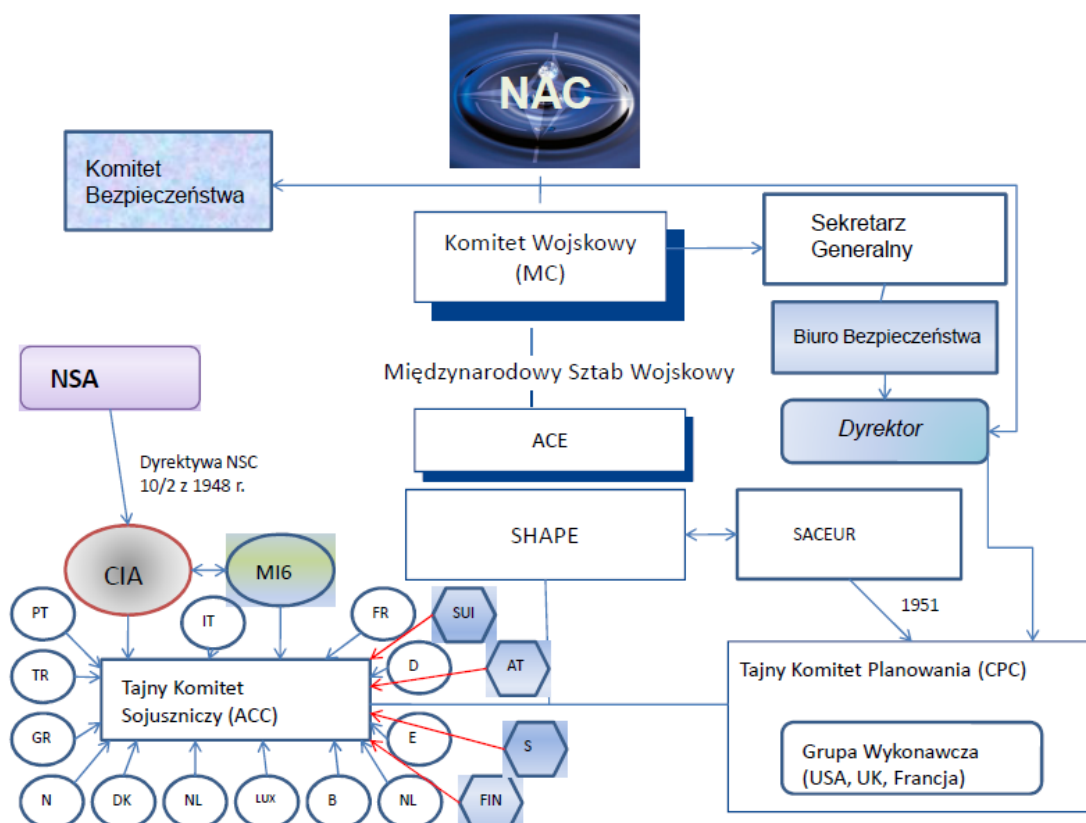 NAC
Komitet
Bezpieczeństwa
Komitet Wojskowy
(MC)
Sekretarz
Generalny
Biuro Bezpieczeństwa
Międzynarodowy Sztab Wojskowy
NSA
Dyrektor
ACE
Dyrektywa NSC
10/2 z 1948 r.
SHAPE
SACEUR
CIA
MI6
1951
PT
IT
FR
SUI
TR
Tajny Komitet
Sojuszniczy (ACC)
D
AT
Tajny Komitet Planowania (CPC)
GR
E
S
Grupa Wykonawcza
(USA, UK, Francja)
N
DK
NL
LUX
B
NL
FIN